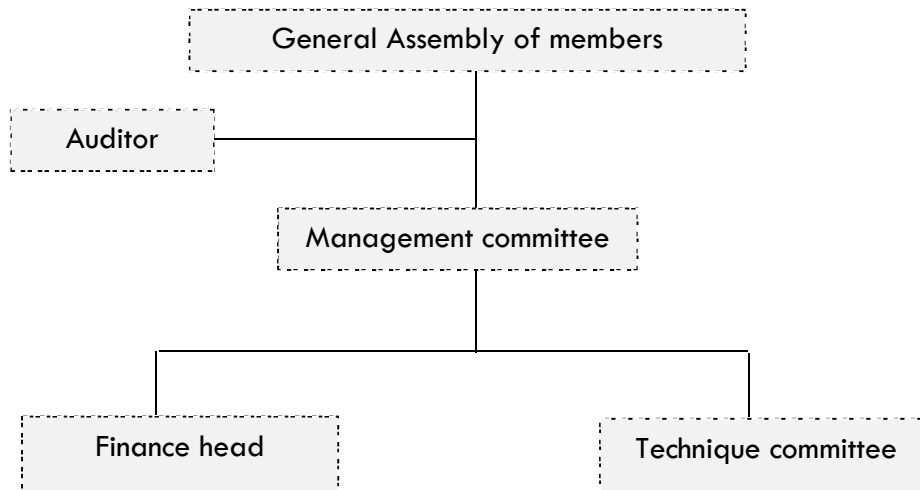 General Assembly of members
Auditor
Management committee
Finance head
Technique committee